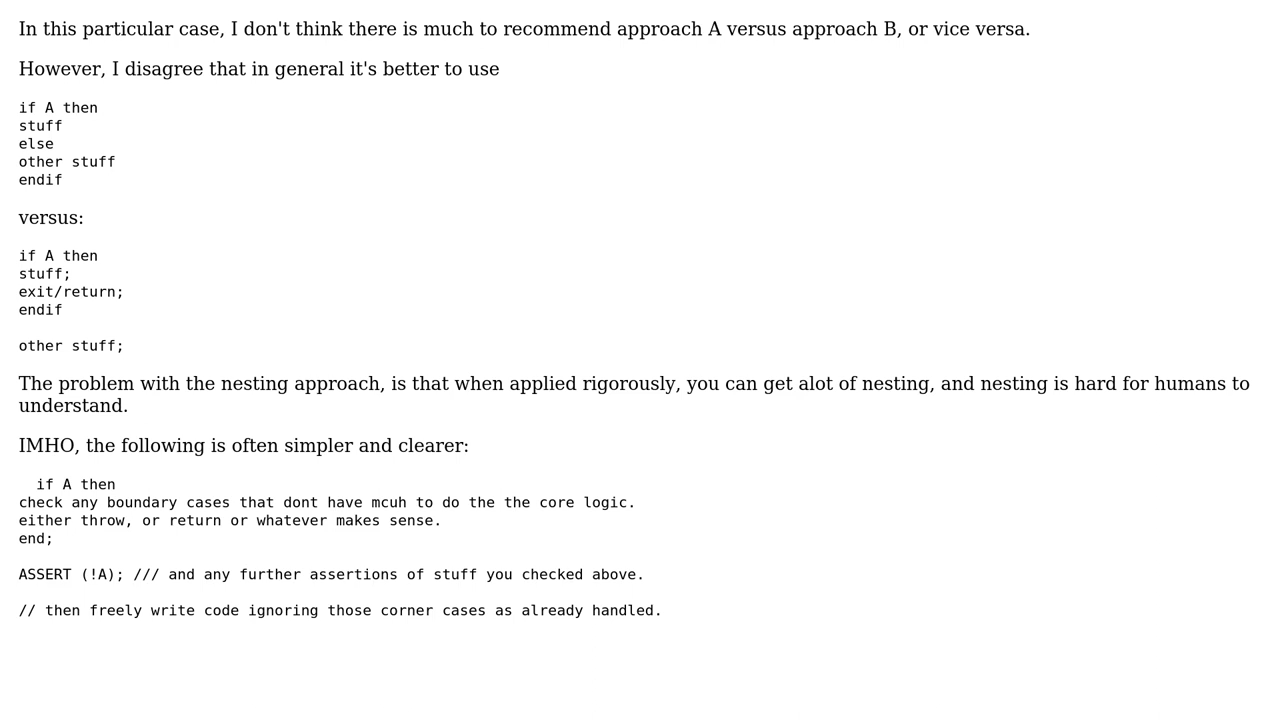 In this particular case, I don't think there is much to recommend approach A versus approach B, or vice versa.
However, I disagree that in general it's better to use
if A then
stuff
else
other stuff
endif
versus:
if A then
stuff;
exit/return;
endif
other stuff;
The problem with the nesting approach, is that when applied rigorously, you can get alot of nesting, and nesting is hard for humans to
understand.
IMHO, the following is often simpler and clearer:
if A then
check any boundary cases that dont have mcuh to do the the core logic.
either throw, or return or whatever makes sense.
end;
ASSERT (!A); /// and any further assertions of stuff you checked above.
// then freely write code ignoring those corner cases as already handled.